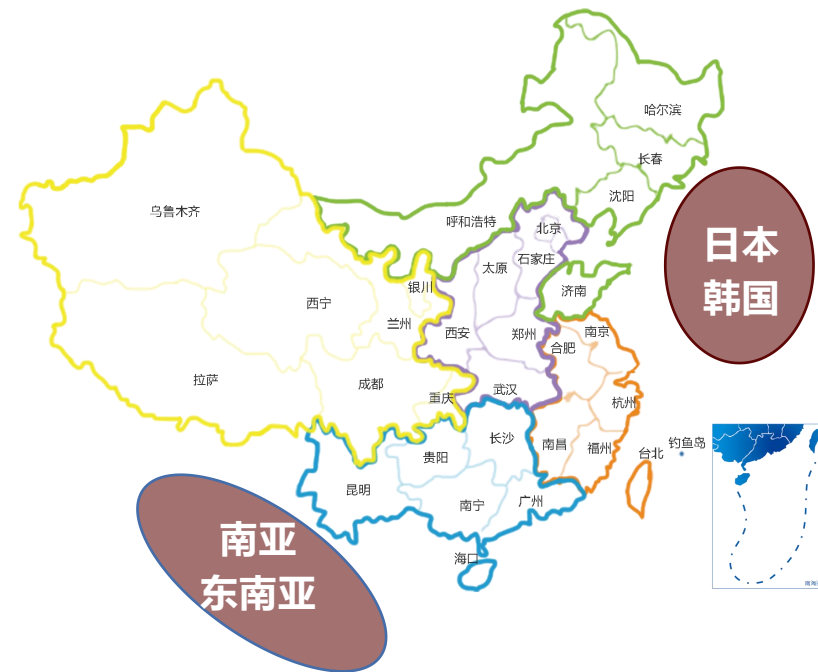 哈尔滨
长春
沈阳
乌鲁木齐
呼和浩特
北京
日本
韩国
石家庄
太原
银川
济南
西宁
兰州
西安
郑州
南京
合肥
拉萨
成都
重庆
武汉
杭州
长沙
南昌
福州
台北
钓鱼岛
贵阳
昆明
南宁
广州
南亚
东南亚
海口